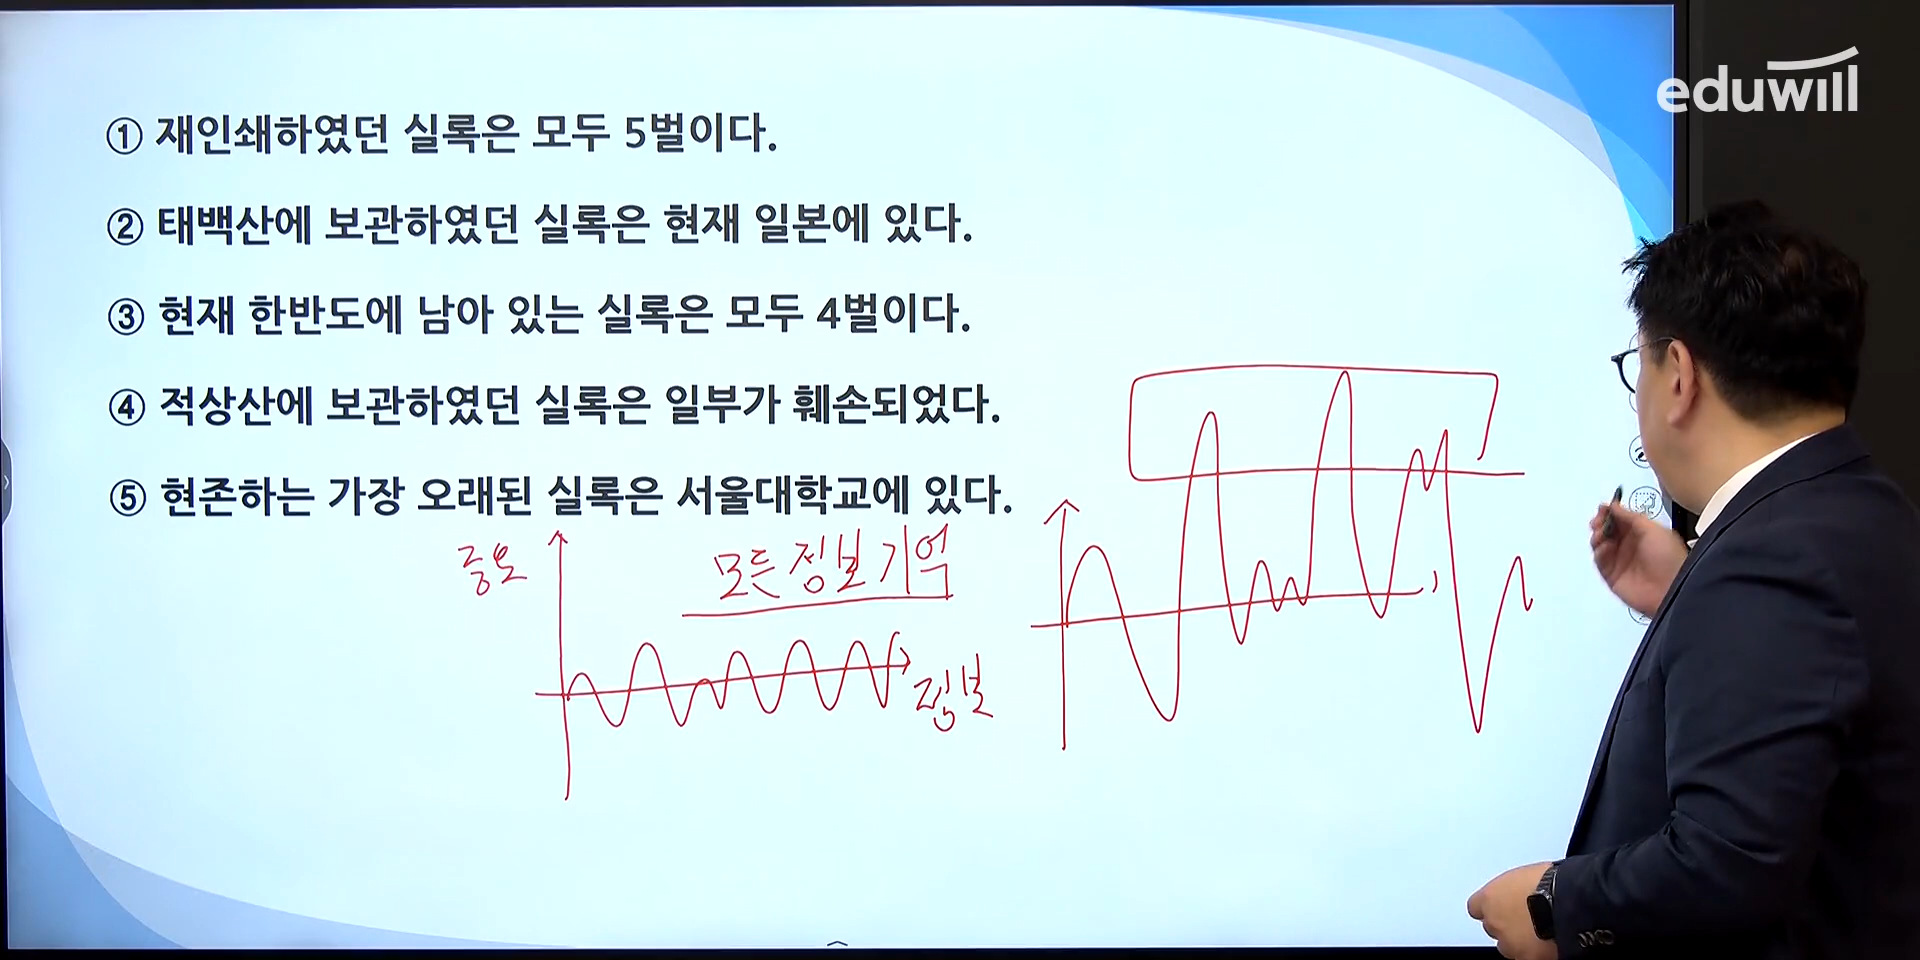 eduwill
① 재인쇄하였던 실록은 모두 5벌이다.
② 태백산에 보관하였던 실록은 현재 일본에 있다.
③ 현재 한반도에 남아 있는 실록은 모두 4벌이다.
④ 적상산에 보관하였던 실록은 일부가 훼손되었다.
⑤ 현존하는 가장 오래된 실록은 서울대학교에 있다.
중요
모든 정보 기억
정보